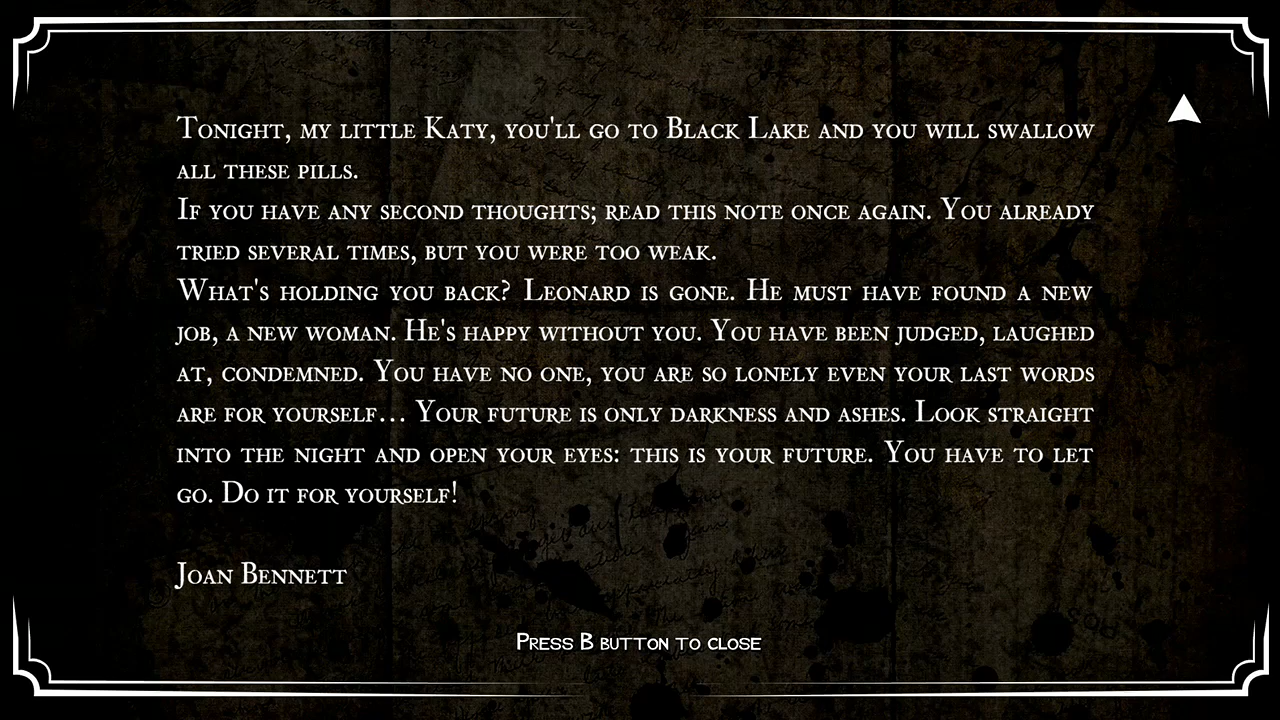 Tonight, my little Katy, you'll go to Black Lake and you will swallow
all these pills.
If you have any second thoughts; read this note once again. You already
tried several times, but you were too weak.
What's holding you back? Leonard is gone. He must have found a new
job, a new woman. He's happy without you. You have been judged, laughed
at, condemned. You have no one, you are so lonely even your last words
are for yourself... Your future is only darkness and ashes. Look straight
into the night and open your eyes: this is your future. You have to let
go. Do it for yourself!
Joan Bennett
Press B button to close